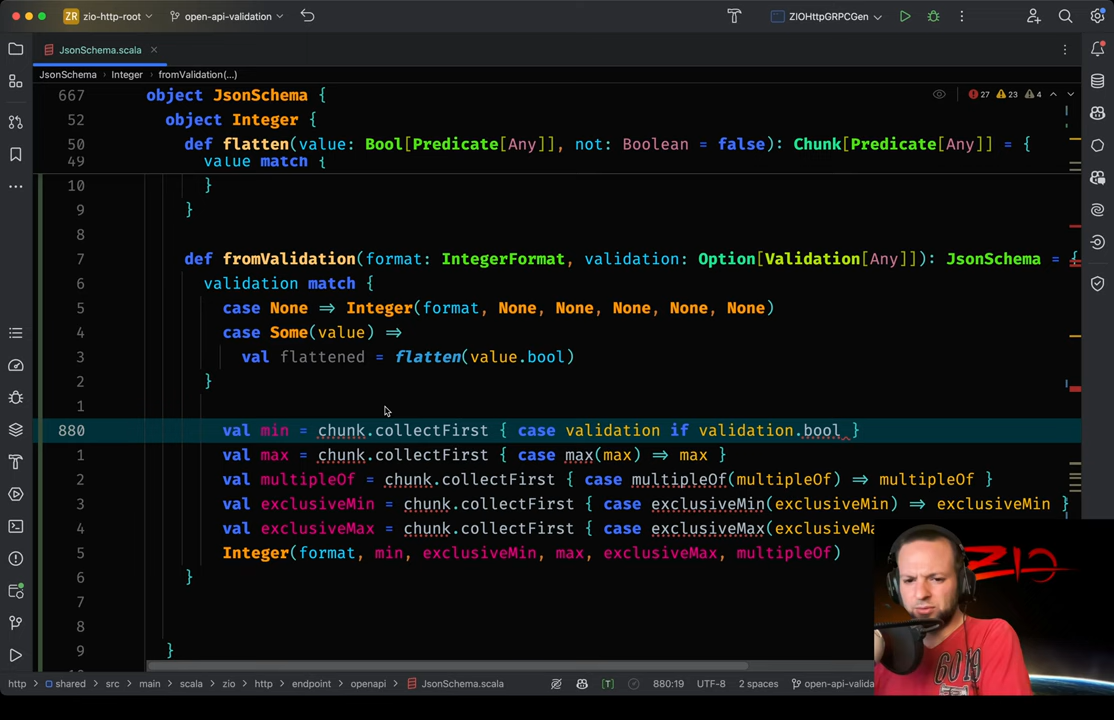 ZR zio-http-root open-api-validation ZIOHttpGRPCGen
JsonSchema.scala
JsonSchema Integer fromValidation(...)
27 23 4
667 object JsonSchema {
52 object Integer {
50 def flatten(value: Bool[Predicate[Any]], not: Boolean = false): Chunk[Predicate[Any]] = {
49 value match {
10 }
9 }
8
7 def fromValidation(format: IntegerFormat, validation: Option[Validation[Any]]): JsonSchema = {
6 validation match {
5 case None => Integer(format, None, None, None, None, None)
4 case Some(value) =>
3 val flattened = flatten(value.bool)
2 }
1
880 val min = chunk.collectFirst { case validation if validation.bool }
1 val max = chunk.collectFirst { case max(max) => max }
2 val multipleOf = chunk.collectFirst { case multipleOf(multipleOf) => multipleOf }
3 val exclusiveMin = chunk.collectFirst { case exclusiveMin(exclusiveMin) => exclusiveMin }
4 val exclusiveMax = chunk.collectFirst { case exclusiveMax(exclusiveMa
5 Integer(format, min, exclusiveMin, max, exclusiveMax, multipleOf)
6 }
7
8
9 }
ZIO
6019
http shared src main scala zio http endpoint openapi JsonSchema.scala 880:19 UTF-8 2 spaces open-api-valida